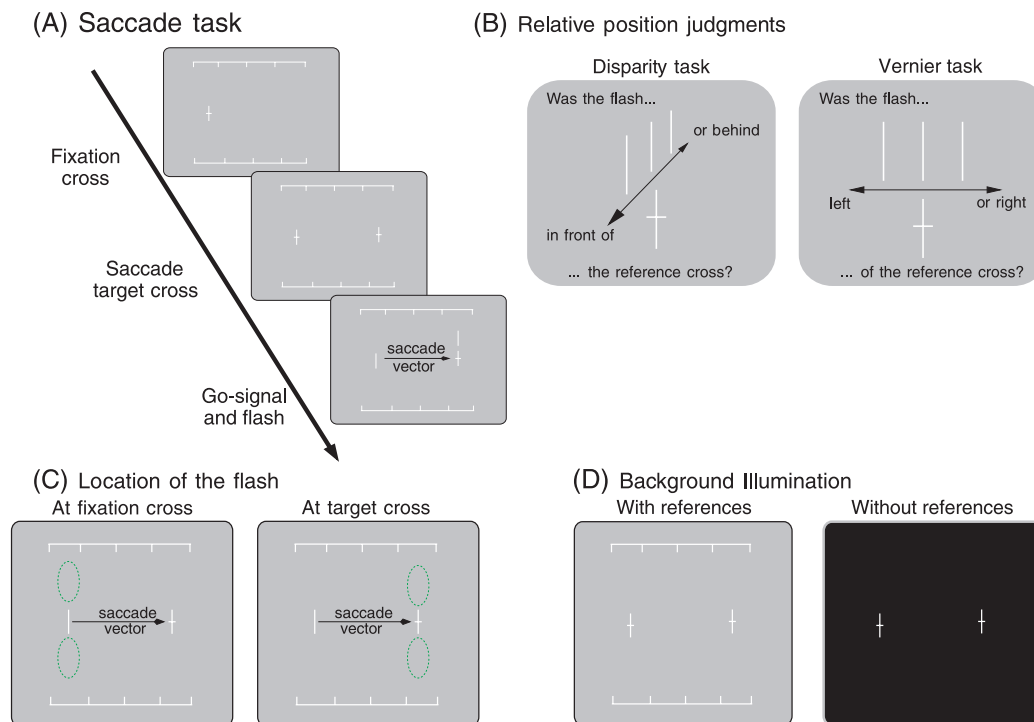 (A) Saccade task
Fixation
cross
Saccade
target cross
Go-signal
and flash
saccade
vector
(B) Relative position judgments
Disparity task
Was the flash...
or behind
in front of
... the reference cross?
Vernier task
Was the flash...
left
or right
... of the reference cross?
(C) Location of the flash
At fixation cross
saccade
vector
At target cross
saccade
vector
(D) Background Illumination
With references
Without references